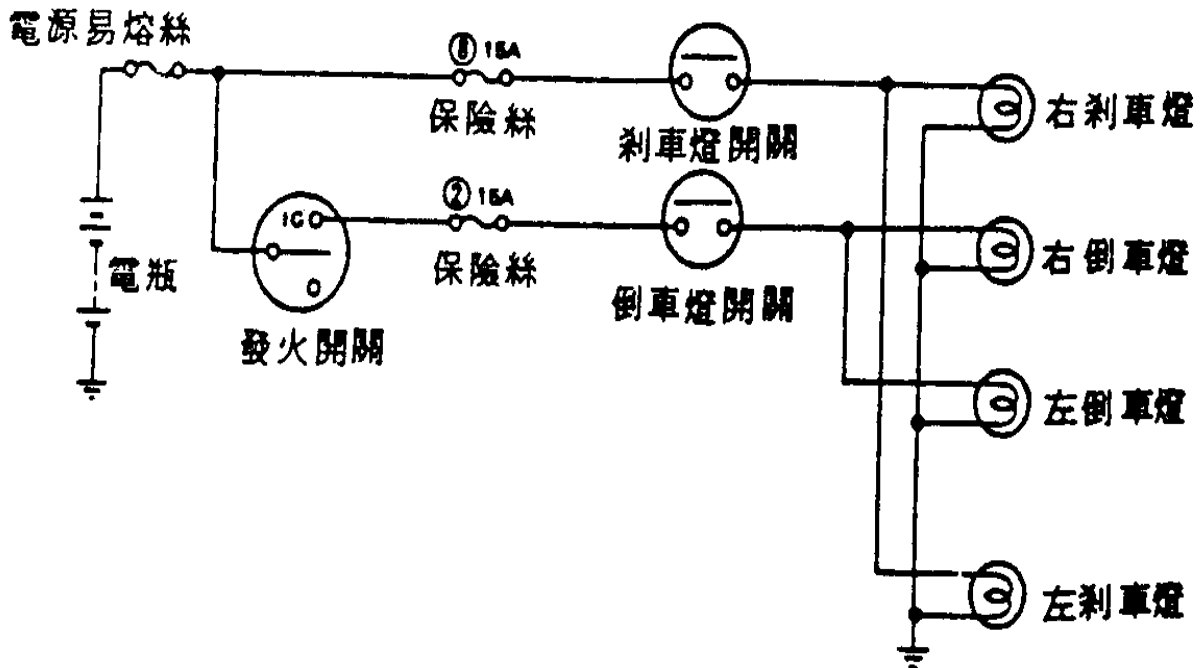 電源易熔絲
⑧ 15A
保險絲
剎車燈開關
右剎車燈
IG
② 15A
保險絲
倒車燈開關
右倒車燈
電瓶
發火開關
左倒車燈
左剎車燈